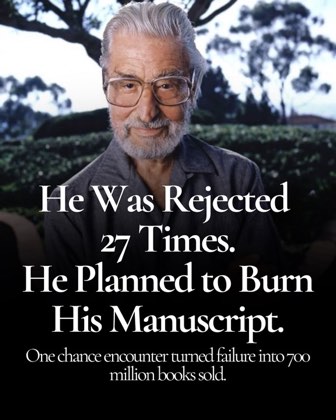 He Was Rejected
27 Times.
He Planned to Burn
His Manuscript.
One chance encounter turned failure into 700
million books sold.